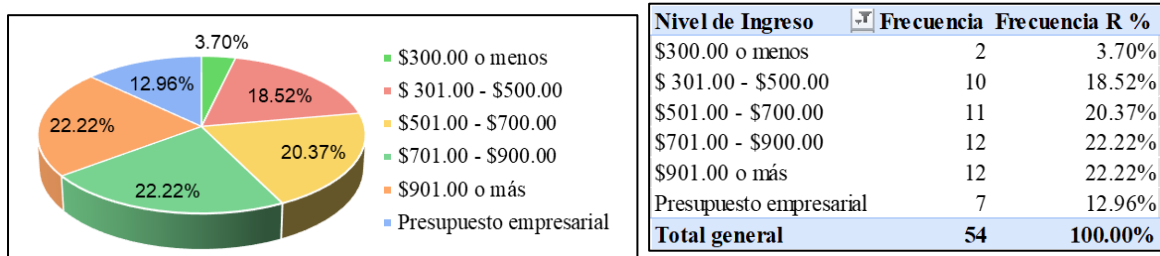 3.70%
18.52%
20.37%
22.22%
22.22%
12.96%
$300.00 o menos
$ 301.00 - $500.00
$501.00 - $700.00
$701.00 - $900.00
$901.00 o más
Presupuesto empresarial
Nivel de Ingreso Frecuencia Frecuencia R %
$300.00 o menos 2 3.70%
$ 301.00 - $500.00 10 18.52%
$501.00 - $700.00 11 20.37%
$701.00 - $900.00 12 22.22%
$901.00 o más 12 22.22%
Presupuesto empresarial 7 12.96%
Total general 54 100.00%